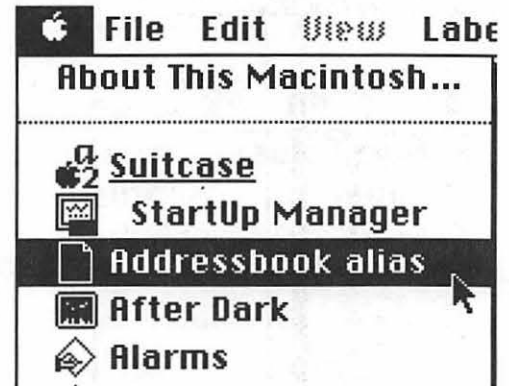 File Edit View Labe
About This Macintosh...
Suitcase
StartUp Manager
Addressbook alias
After Dark
Alarms